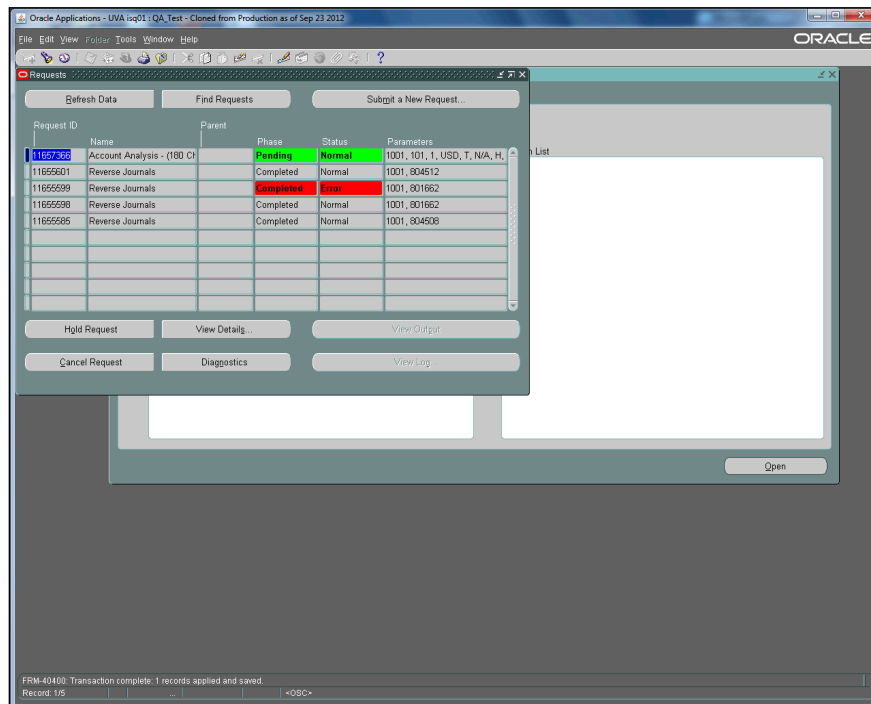 Oracle Applications - UVA isq01 : QA_Test - Cloned from Production as of Sep 23 2012
File Edit View Folder Tools Window Help
ORACLE
Requests
Refresh Data Find Requests Submit a New Request...
Request ID Parent
Name Phase Status Parameters
11657366 Account Analysis - (180 Ch Pending Normal 1001, 101, 1, USD, T, N/A, H,
11655601 Reverse Journals Completed Normal 1001, 804512
11655599 Reverse Journals Completed Error 1001, 801662
11655598 Reverse Journals Completed Normal 1001, 801662
11655585 Reverse Journals Completed Normal 1001, 804508
List
Hold Request View Details... View Output
Cancel Request Diagnostics View Log...
Open
FRM-40400: Transaction complete: 1 records applied and saved.
Record: 1/5 ... <OSC>